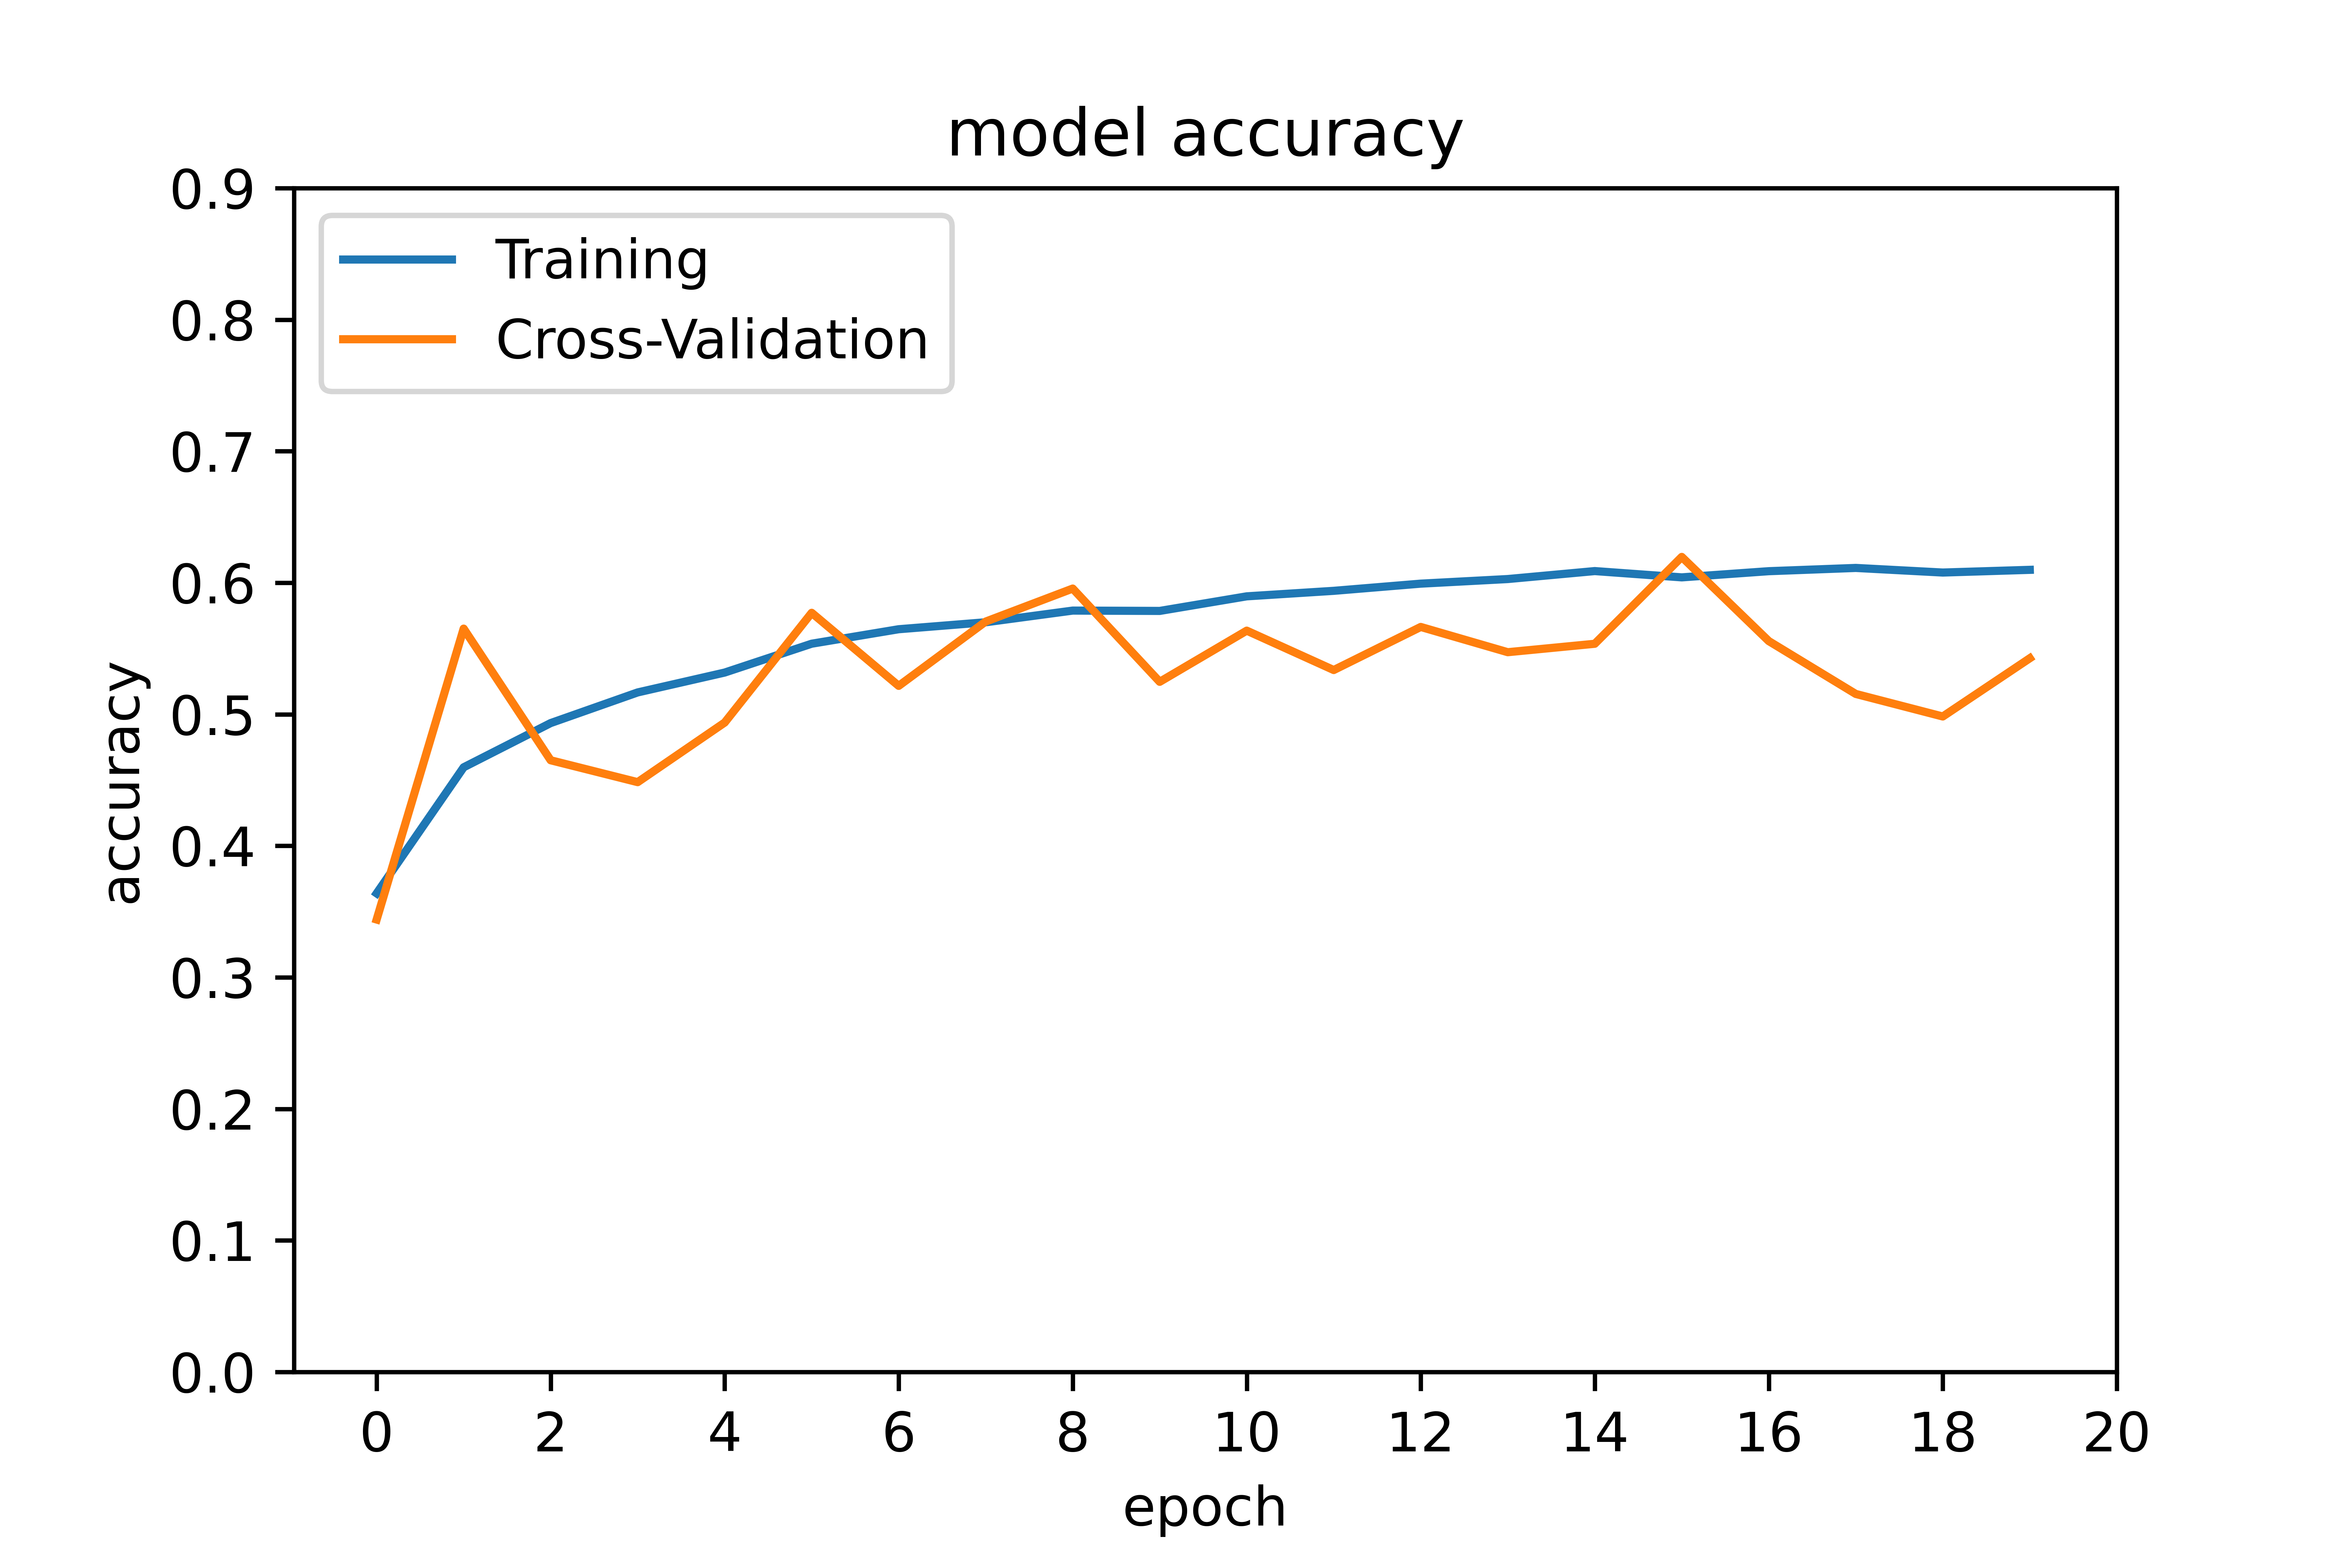 model accuracy
Training
Cross-Validation
0.9
0.8
0.7
0.6
0.5
0.4
0.3
0.2
0.1
0.0
accuracy
0 2 4 6 8 10 12 14 16 18 20
epoch